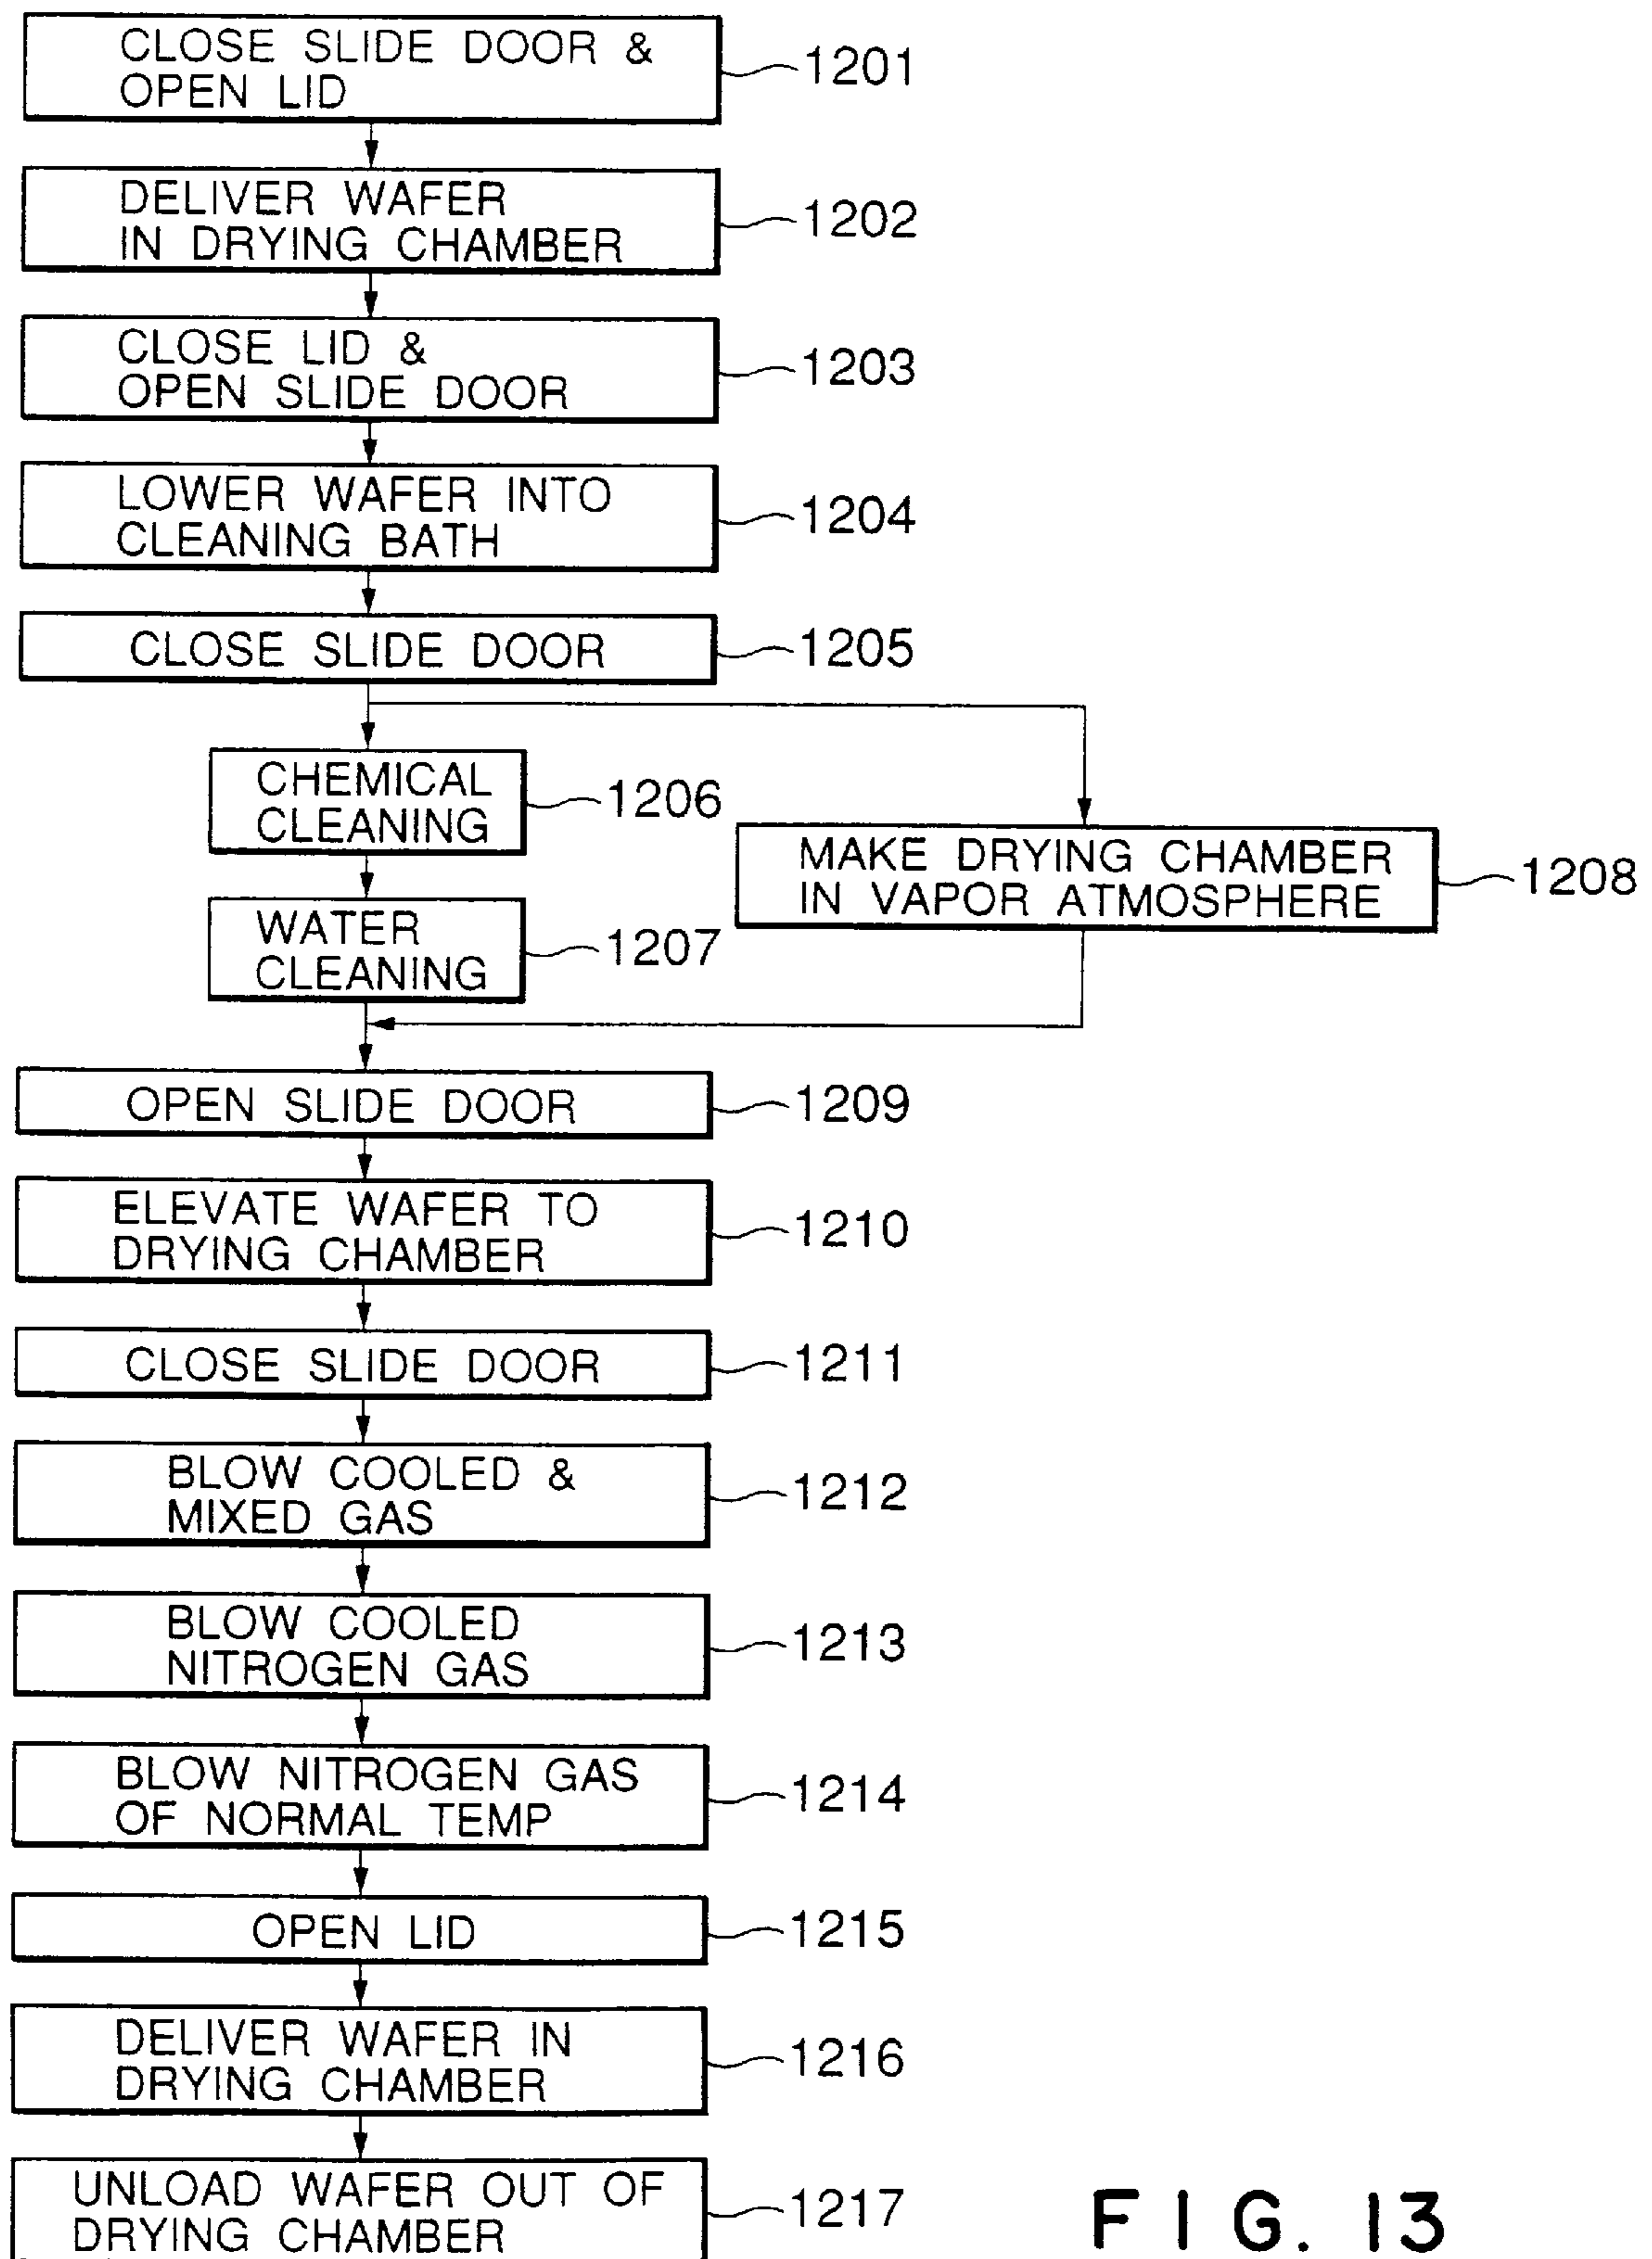 CLOSE SLIDE DOOR &
OPEN LID
1201
DELIVER WAFER
IN DRYING CHAMBER
1202
CLOSE LID &
OPEN SLIDE DOOR
1203
LOWER WAFER INTO
CLEANING BATH
1204
CLOSE SLIDE DOOR
1205
CHEMICAL
CLEANING
1206
MAKE DRYING CHAMBER
IN VAPOR ATMOSPHERE
1208
WATER
CLEANING
1207
OPEN SLIDE DOOR
1209
ELEVATE WAFER TO
DRYING CHAMBER
1210
CLOSE SLIDE DOOR
1211
BLOW COOLED &
MIXED GAS
1212
BLOW COOLED
NITROGEN GAS
1213
BLOW NITROGEN GAS
OF NORMAL TEMP
1214
OPEN LID
1215
DELIVER WAFER IN
DRYING CHAMBER
1216
UNLOAD WAFER OUT OF
DRYING CHAMBER
1217
FIG. 13